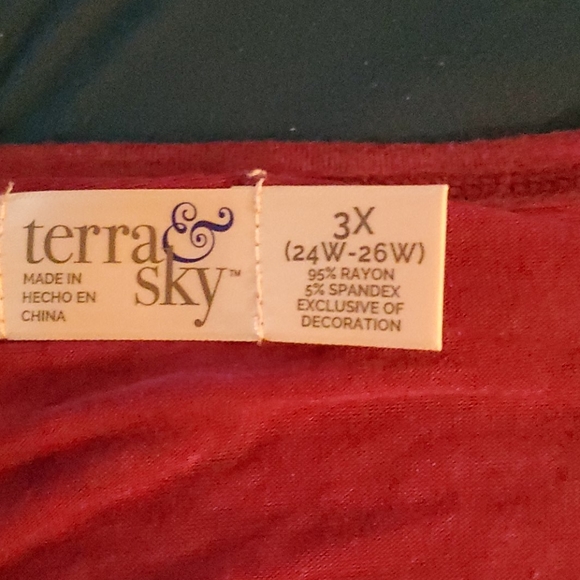 terra &
sky™
MADE IN
HECHO EN
CHINA
3X
(24W-26W)
95% RAYON
5% SPANDEX
EXCLUSIVE OF
DECORATION